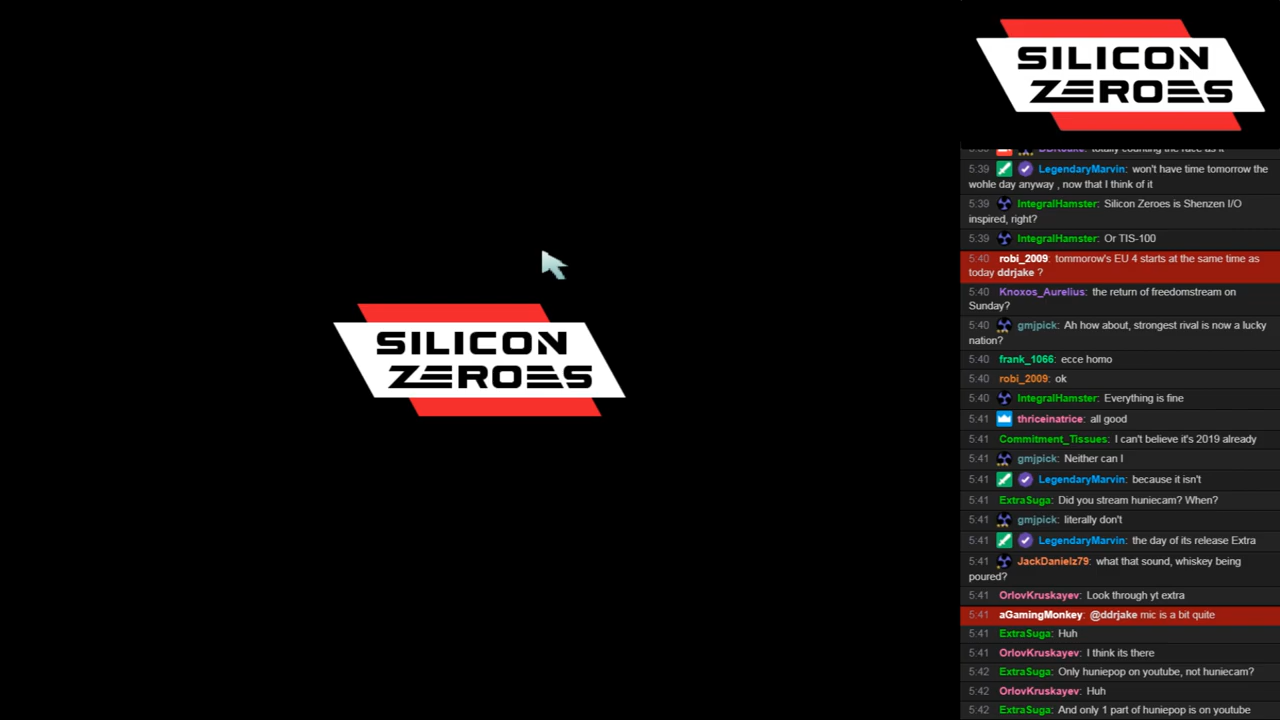 SILICON
ZEROES
SILICON
ZEROES
5:39 LegendaryMarvin: won't have time tomorrow the
wohle day anyway , now that I think of it
5:39 IntegralHamster: Silicon Zeroes is Shenzen I/O
inspired, right?
5:39 IntegralHamster: Or TIS-100
5:40 robi_2009: tommorow's EU 4 starts at the same time as
today ddrjake ?
5:40 Knoxos_Aurelius: the return of freedomstream on
Sunday?
5:40 gmjpick: Ah how about, strongest rival is now a lucky
nation?
5:40 frank_1066: ecce homo
5:40 robi_2009: ok
5:40 IntegralHamster: Everything is fine
5:41 thriceinatrice: all good
5:41 Commitment_Tissues: I can't believe it's 2019 already
5:41 gmjpick: Neither can I
5:41 LegendaryMarvin: because it isn't
5:41 ExtraSuga: Did you stream huniecam? When?
5:41 gmjpick: literally don't
5:41 LegendaryMarvin: the day of its release Extra
5:41 JackDanielz79: what that sound, whiskey being
poured?
5:41 OrlovKruskayev: Look through yt extra
5:41 aGamingMonkey: @ddrjake mic is a bit quite
5:41 ExtraSuga: Huh
5:41 OrlovKruskayev: I think its there
5:42 ExtraSuga: Only huniepop on youtube, not huniecam?
5:42 OrlovKruskayev: Huh
5:42 ExtraSuga: And only 1 part of huniepop is on youtube